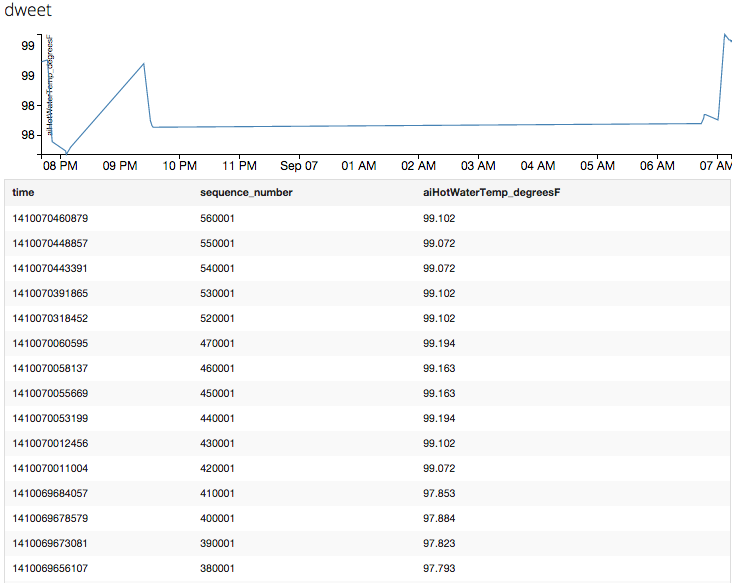 dweet
99
99
98
98
aiHotWaterTemp_degreesF
08 PM 09 PM 10 PM 11 PM Sep 07 01 AM 02 AM 03 AM 04 AM 05 AM 06 AM 07 AM
time sequence_number aiHotWaterTemp_degreesF
1410070460879 560001 99.102
1410070448857 550001 99.072
1410070443391 540001 99.072
1410070391865 530001 99.102
1410070318452 520001 99.102
1410070060595 470001 99.194
1410070058137 460001 99.163
1410070055669 450001 99.163
1410070053199 440001 99.194
1410070012456 430001 99.102
1410070011004 420001 99.072
1410069684057 410001 97.853
1410069678579 400001 97.884
1410069673081 390001 97.823
1410069656107 380001 97.793